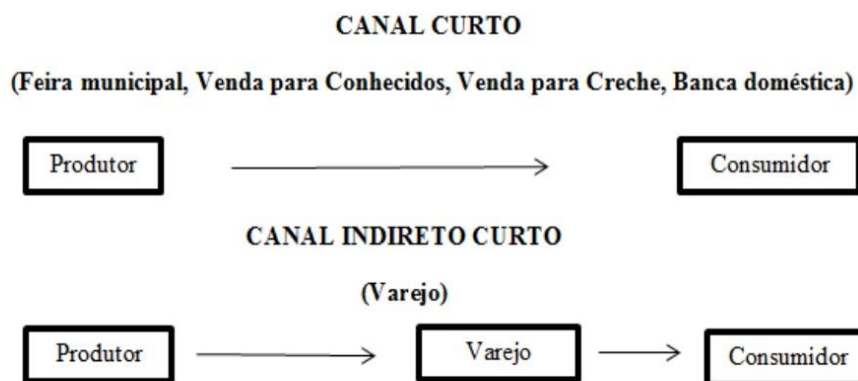 CANAL CURTO
(Feira municipal, Venda para Conhecidos, Venda para Creche, Banca doméstica)
Produtor Consumidor
CANAL INDIRETO CURTO
(Varejo)
Produtor Varejo Consumidor